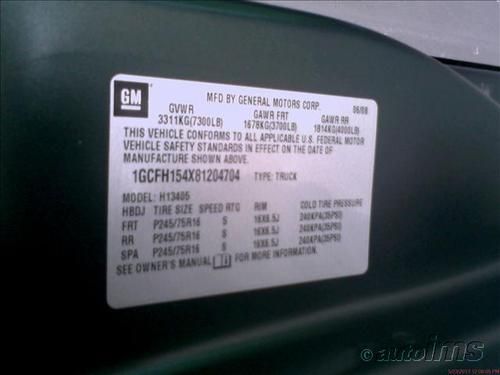 GM
MFD BY GENERAL MOTORS CORP. 06/08
GVWR GAWR FRT GAWR RR
3311KG(7300LB) 1678KG(3700LB) 1814KG(4000LB)
THIS VEHICLE CONFORMS TO ALL APPLICABLE U.S. FEDERAL MOTOR
VEHICLE SAFETY STANDARDS IN EFFECT ON THE DATE OF
MANUFACTURE SHOWN ABOVE.
1GCFH154X81204704 TYPE: TRUCK
MODEL: H13405
HBDJ TIRE SIZE SPEED RTG RIM COLD TIRE PRESSURE
FRT P245/75R16 S 16X6.5J 240KPA(35PSI)
RR P245/75R16 S 16X6.5J 240KPA(35PSI)
SPA P245/75R16 S 16X6.5J 240KPA(35PSI)
SEE OWNER'S MANUAL FOR MORE INFORMATION.
© autoims